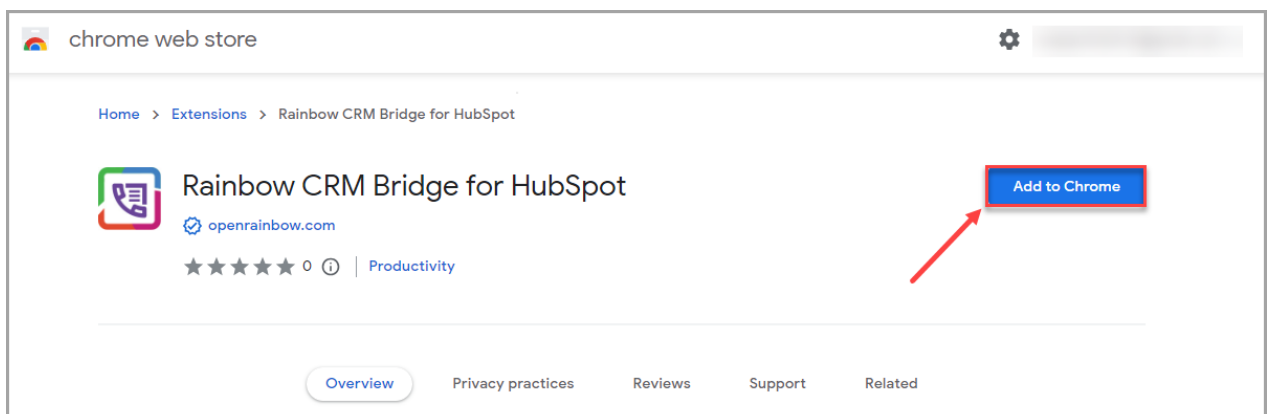 chrome web store
Home > Extensions > Rainbow CRM Bridge for HubSpot
Rainbow CRM Bridge for HubSpot
Add to Chrome
openrainbow.com
0 | Productivity
Overview Privacy practices Reviews Support Related